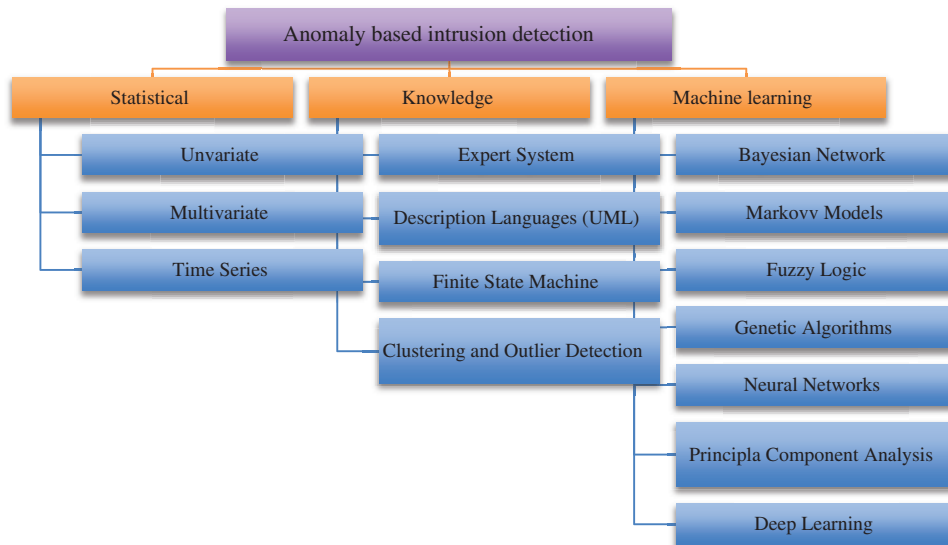 Anomaly based intrusion detection
Statistical
Knowledge
Machine learning
Unvariate
Expert System
Bayesian Network
Multivariate
Description Languages (UML)
Markovv Models
Time Series
Finite State Machine
Fuzzy Logic
Clustering and Outlier Detection
Genetic Algorithms
Neural Networks
Principla Component Analysis
Deep Learning